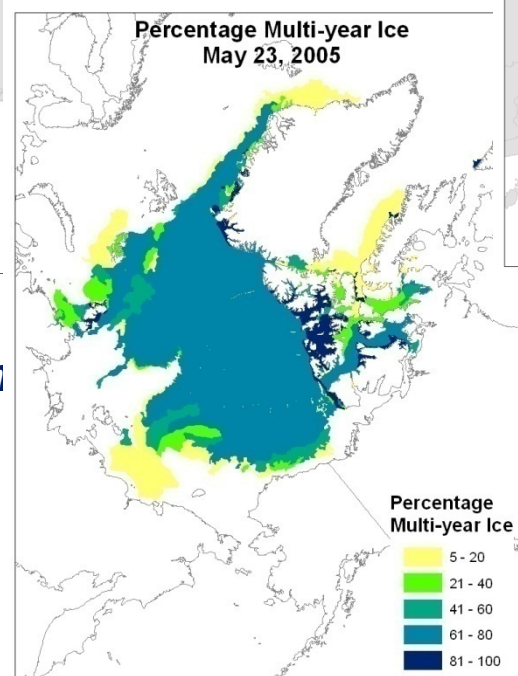 Percentage Multi-year Ice
May 23, 2005
Percentage
Multi-year Ice
5 - 20
21 - 40
41 - 60
61 - 80
81 - 100